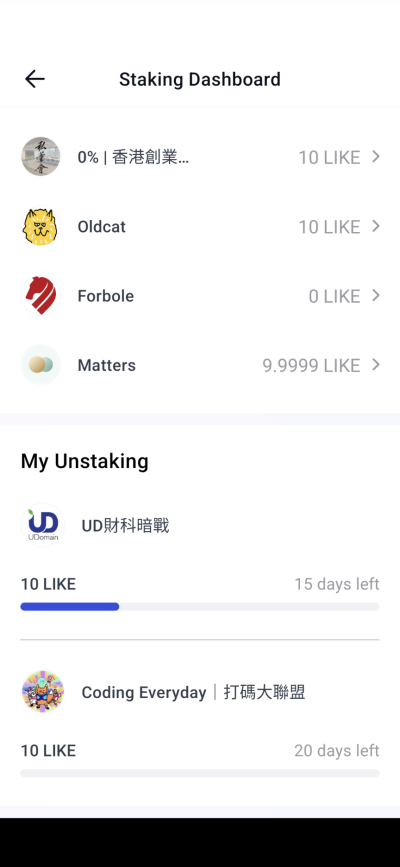 Staking Dashboard
0% | 香港創業…
10 LIKE
Oldcat
10 LIKE
Forbole
0 LIKE
Matters
9.9999 LIKE
My Unstaking
UD
UDomain
UD財科暗戰
10 LIKE
15 days left
Coding Everyday｜打碼大聯盟
10 LIKE
20 days left